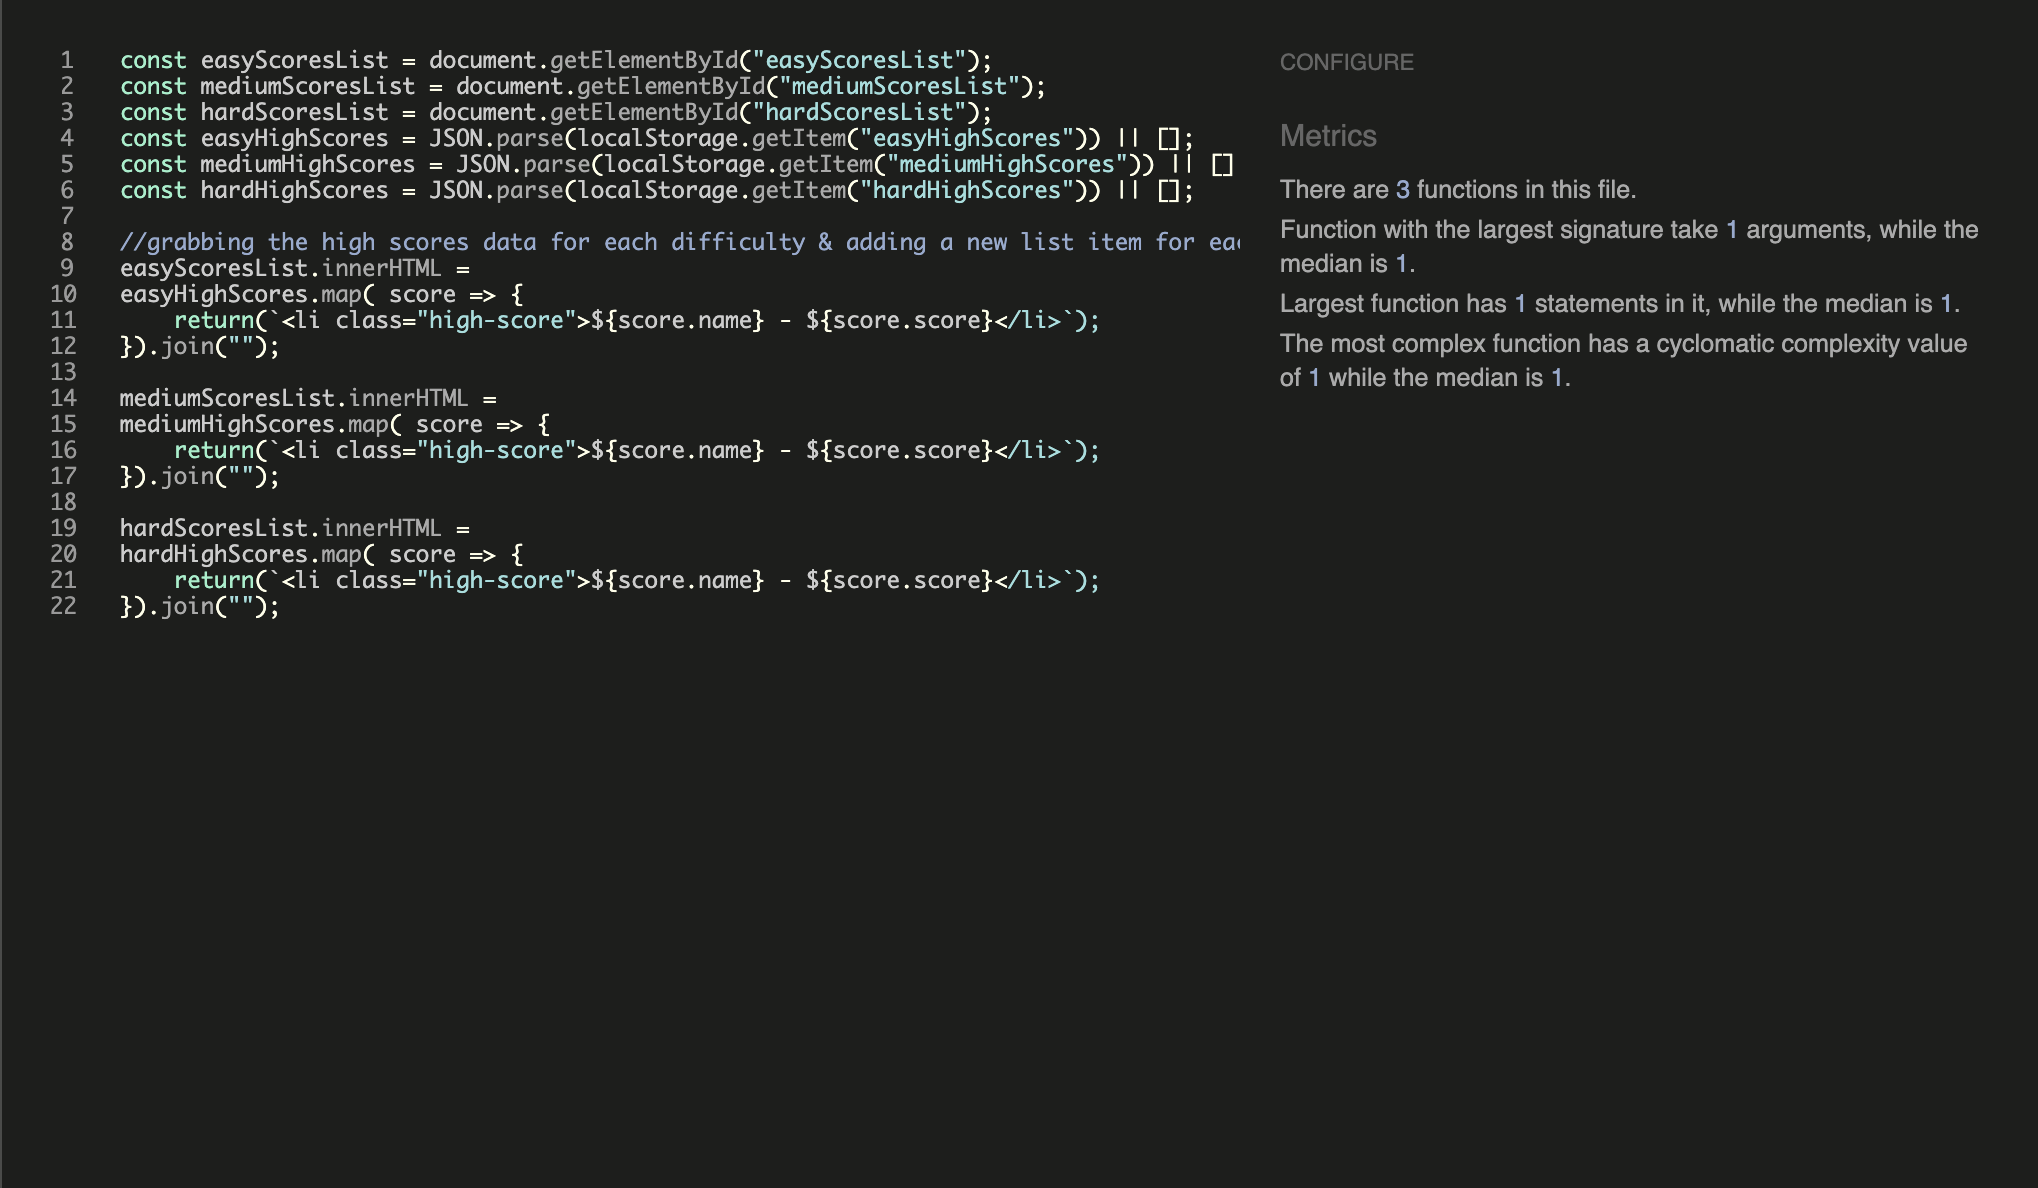 1 const easyScoresList = document.getElementById("easyScoresList");
2 const mediumScoresList = document.getElementById("mediumScoresList");
3 const hardScoresList = document.getElementById("hardScoresList");
4 const easyHighScores = JSON.parse(localStorage.getItem("easyHighScores")) || [];
5 const mediumHighScores = JSON.parse(localStorage.getItem("mediumHighScores")) || []
6 const hardHighScores = JSON.parse(localStorage.getItem("hardHighScores")) || [];
7
8 //grabbing the high scores data for each difficulty & adding a new list item for
9 easyScoresList.innerHTML =
10 easyHighScores.map( score => {
11     return(`<li class="high-score">${score.name} - ${score.score}</li>`);
12 }).join("");
13
14 mediumScoresList.innerHTML =
15 mediumHighScores.map( score => {
16     return(`<li class="high-score">${score.name} - ${score.score}</li>`);
17 }).join("");
18
19 hardScoresList.innerHTML =
20 hardHighScores.map( score => {
21     return(`<li class="high-score">${score.name} - ${score.score}</li>`);
22 }).join("");
CONFIGURE
Metrics
There are 3 functions in this file.
Function with the largest signature take 1 arguments, while the
median is 1.
Largest function has 1 statements in it, while the median is 1.
The most complex function has a cyclomatic complexity value
of 1 while the median is 1.